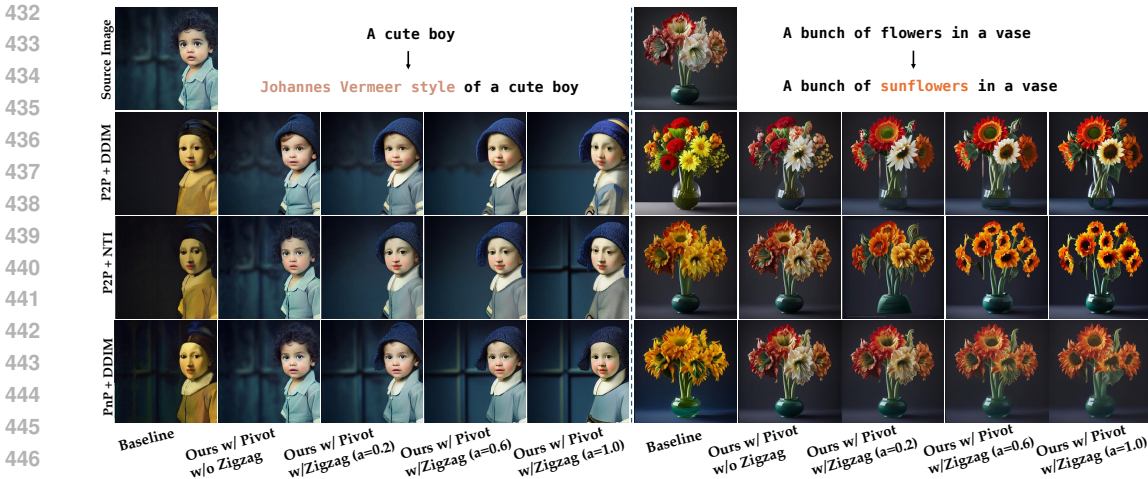 432
433
434
435
436
437
438
439
440
441
442
443
444
445
446
Source Image
A cute boy
Johannes Vermeer style of a cute boy
A bunch of flowers in a vase
A bunch of sunflowers in a vase
P2P + DDIM
P2P + NTI
PnP + DDIM
Baseline
Ours w/ Pivot
w/o Zigzag
Ours w/ Pivot
w/Zigzag (a=0.2)
Ours w/ Pivot
w/Zigzag (a=0.6)
Ours w/ Pivot
w/Zigzag (a=1.0)
Baseline
Ours w/ Pivot
w/o Zigzag
Ours w/ Pivot
w/Zigzag (a=0.2)
Ours w/ Pivot
w/Zigzag (a=0.6)
Ours w/ Pivot
w/Zigzag (a=1.0)